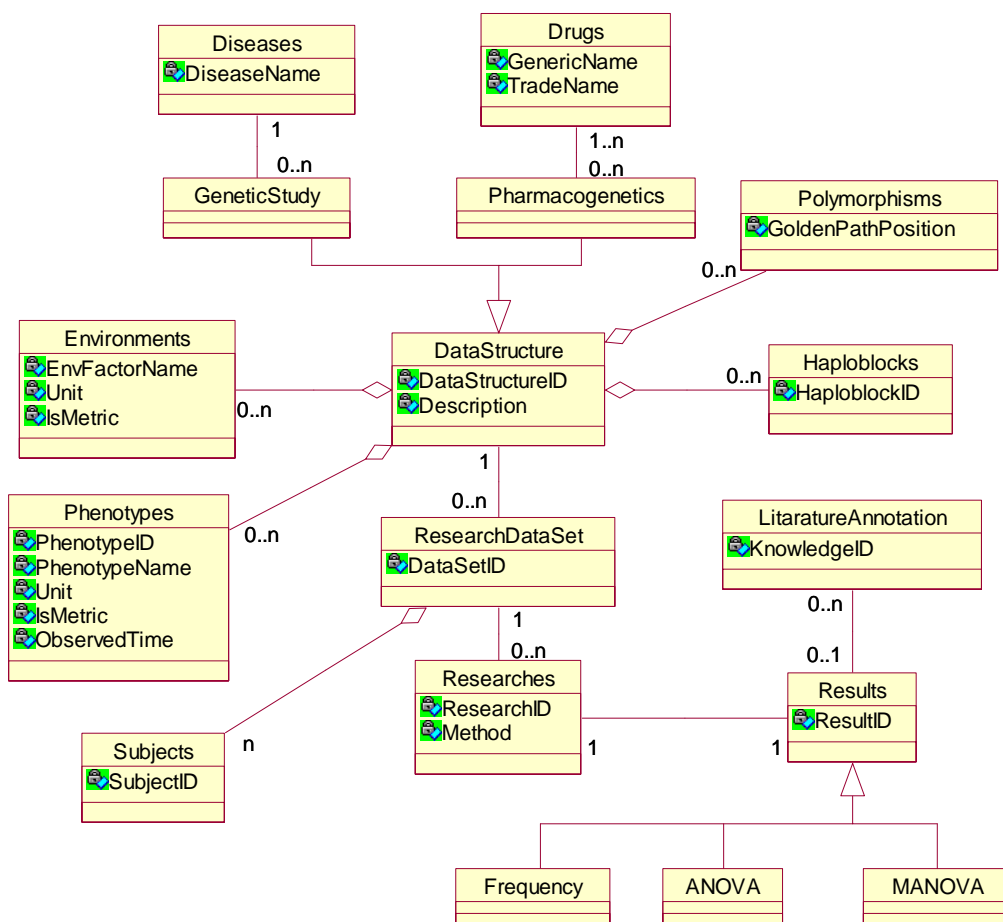 Diseases
DiseaseName
1
0..n
GeneticStudy
Drugs
GenericName
TradeName
1..n
0..n
Pharmacogenetics
Polymorphisms
GoldenPathPosition
0..n
Environments
EnvFactorName
Unit
IsMetric
0..n
DataStructure
DataStructureID
Description
Haploblocks
HaploblockID
0..n
1
0..n
Phenotypes
PhenotypeID
PhenotypeName
Unit
IsMetric
ObservedTime
0..n
ResearchDataSet
DataSetID
LitaratureAnnotation
KnowledgeID
0..n
0..1
1
0..n
Researches
ResearchID
Method
1
1
Results
ResultID
Subjects
SubjectID
n
Frequency
ANOVA
MANOVA